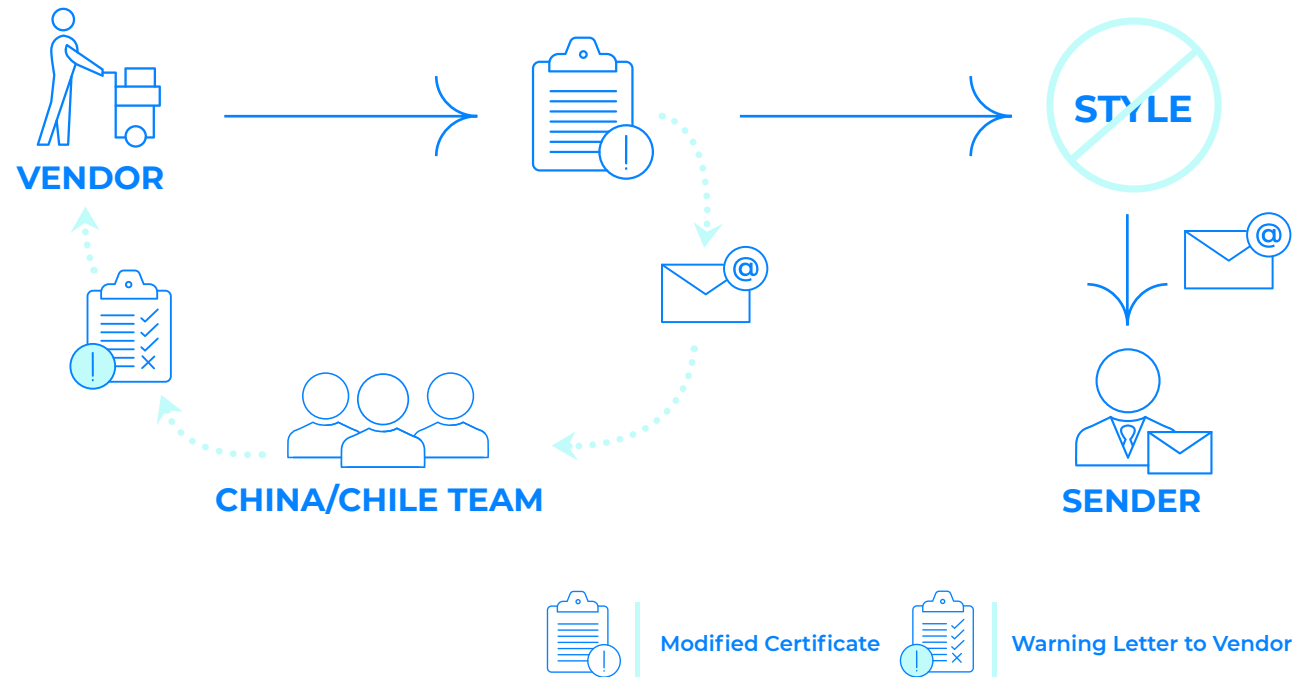 STYLE
VENDOR
@
@
CHINA/CHILE TEAM
SENDER
Modified Certificate
Warning Letter to Vendor